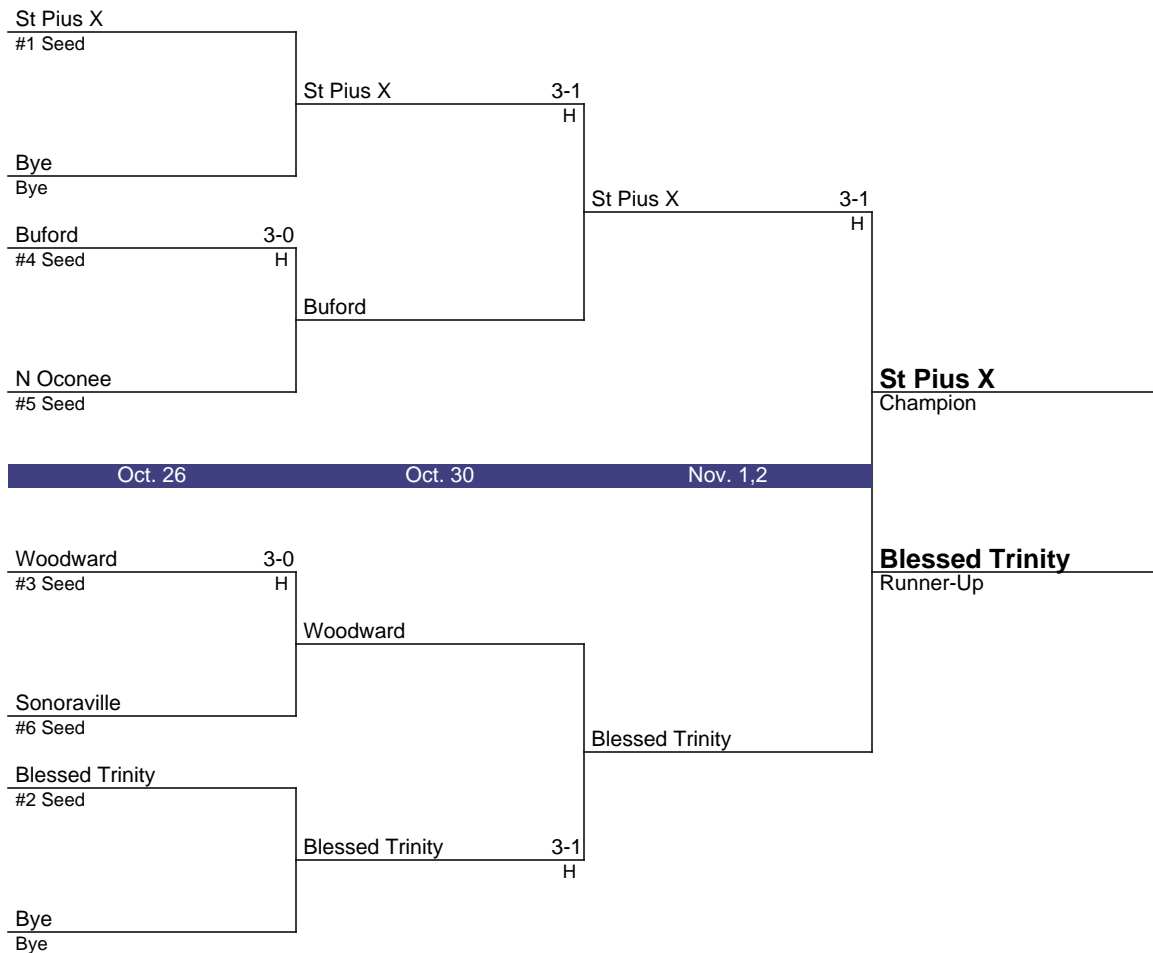 St Pius X
#1 Seed
St Pius X 3-1
H
Bye
Bye
St Pius X 3-1
H
Buford 3-0
#4 Seed H
Buford
N Oconee
#5 Seed
St Pius X
Champion
Oct. 26 Oct. 30 Nov. 1,2
Woodward 3-0
#3 Seed H
Blessed Trinity
Runner-Up
Woodward
Sonoraville
#6 Seed
Blessed Trinity
Blessed Trinity
#2 Seed
Blessed Trinity 3-1
H
Bye
Bye